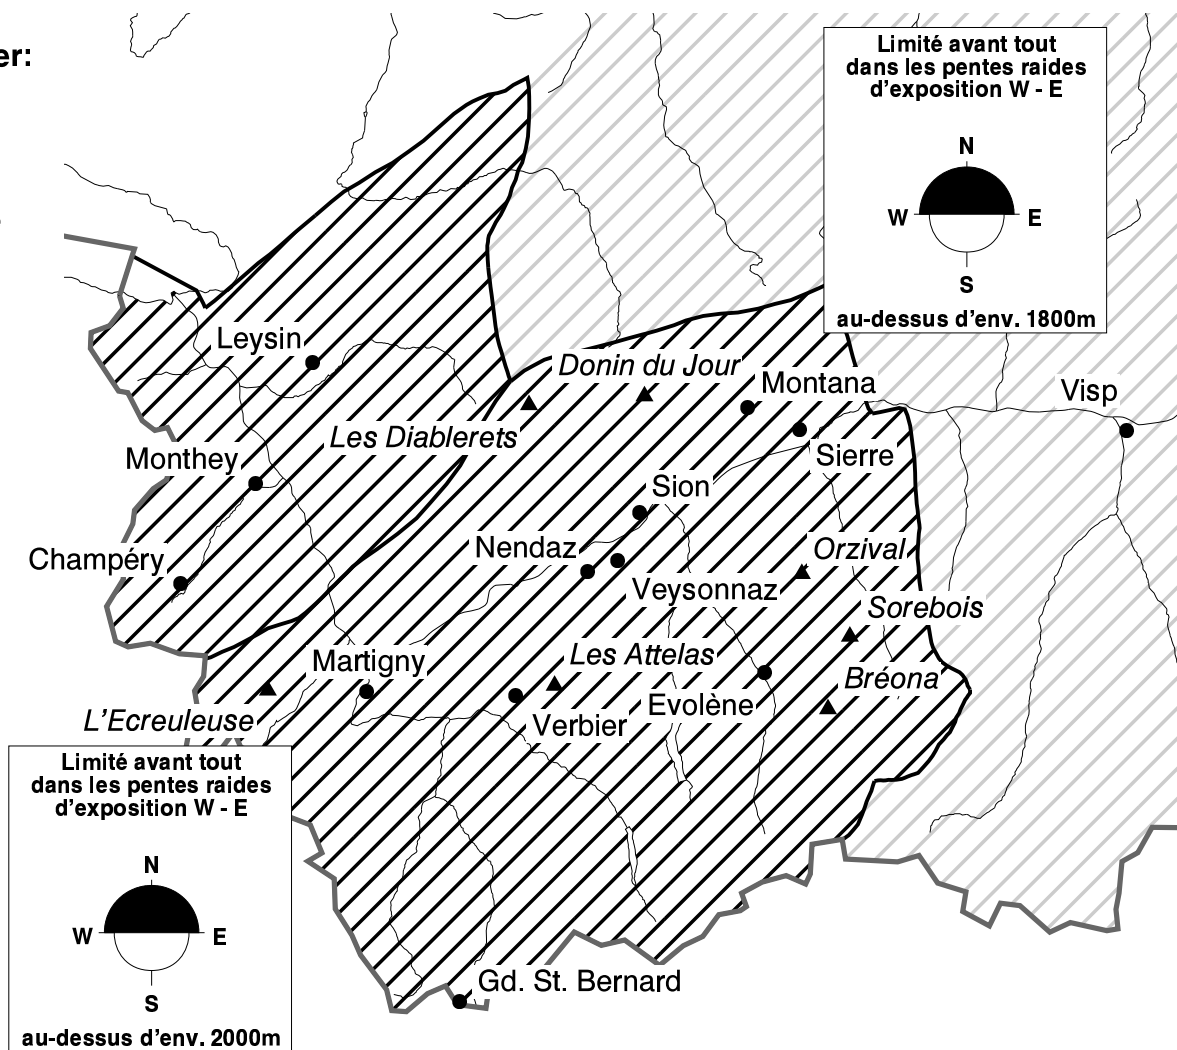 er:
Limité avant tout
dans les pentes raides
d'exposition W - E
N
W
E
S
au-dessus d'env. 1800m
Leysin
Donin du Jour
Montana
Visp
Les Diablerets
Sierre
Monthey
Sion
Champéry
Nendaz
Orzival
Veysonnaz
Sorebois
Martigny
Les Attelas
Bréona
L'Ecreuleuse
Verbier
Evolène
Limité avant tout
dans les pentes raides
d'exposition W - E
N
W
E
S
au-dessus d'env. 2000m
Gd. St. Bernard